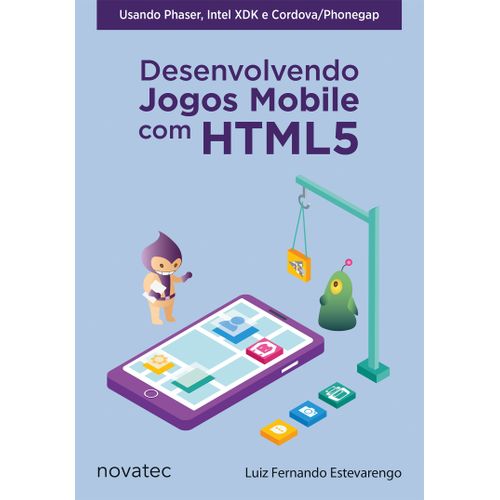 Usando Phaser, Intel XDK e Cordova/Phonegap
Desenvolvendo
Jogos Mobile
com HTML5
novatec
Luiz Fernando Estevarengo